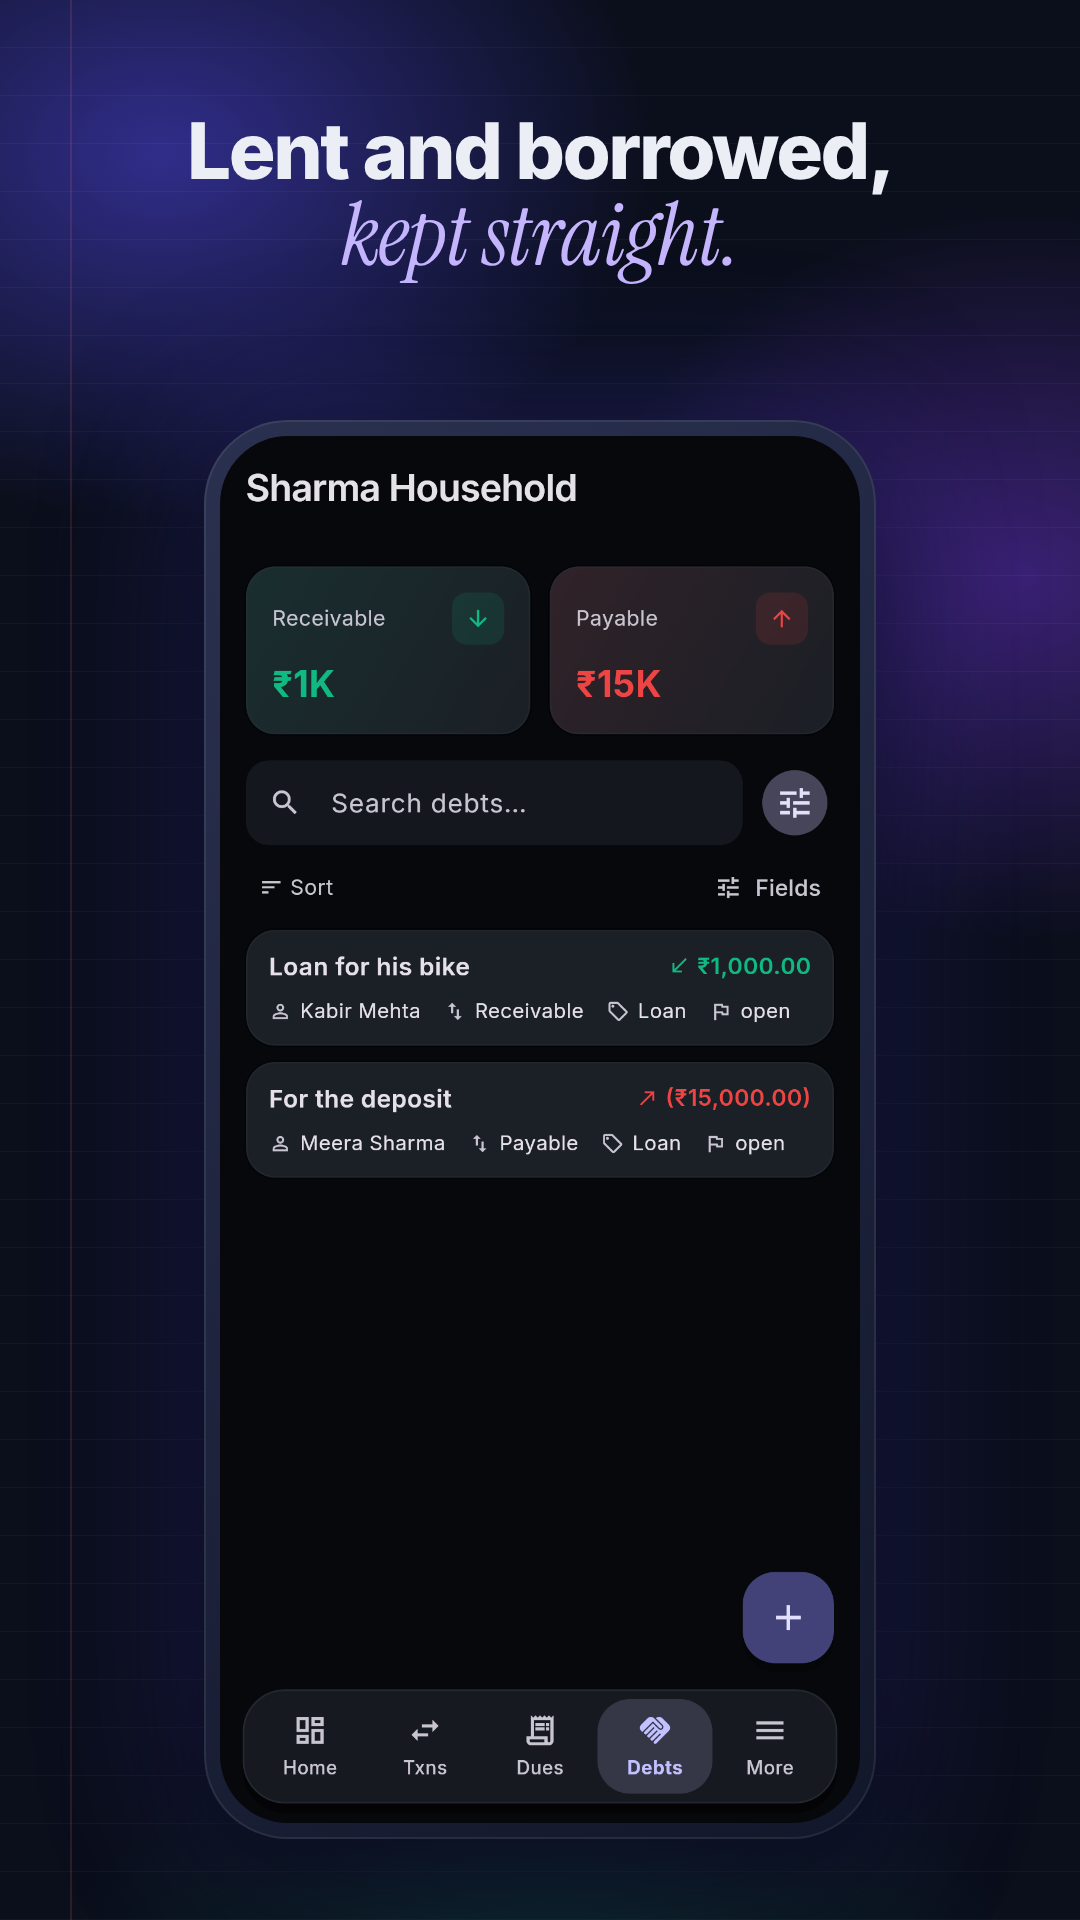 Lent and borrowed,
kept straight.
Sharma Household
Receivable
₹1K
Payable
₹15K
Search debts...
Sort
Fields
Loan for his bike
₹1,000.00
Kabir Mehta
Receivable
Loan
open
For the deposit
(₹15,000.00)
Meera Sharma
Payable
Loan
open
Home
Txns
Dues
Debts
More